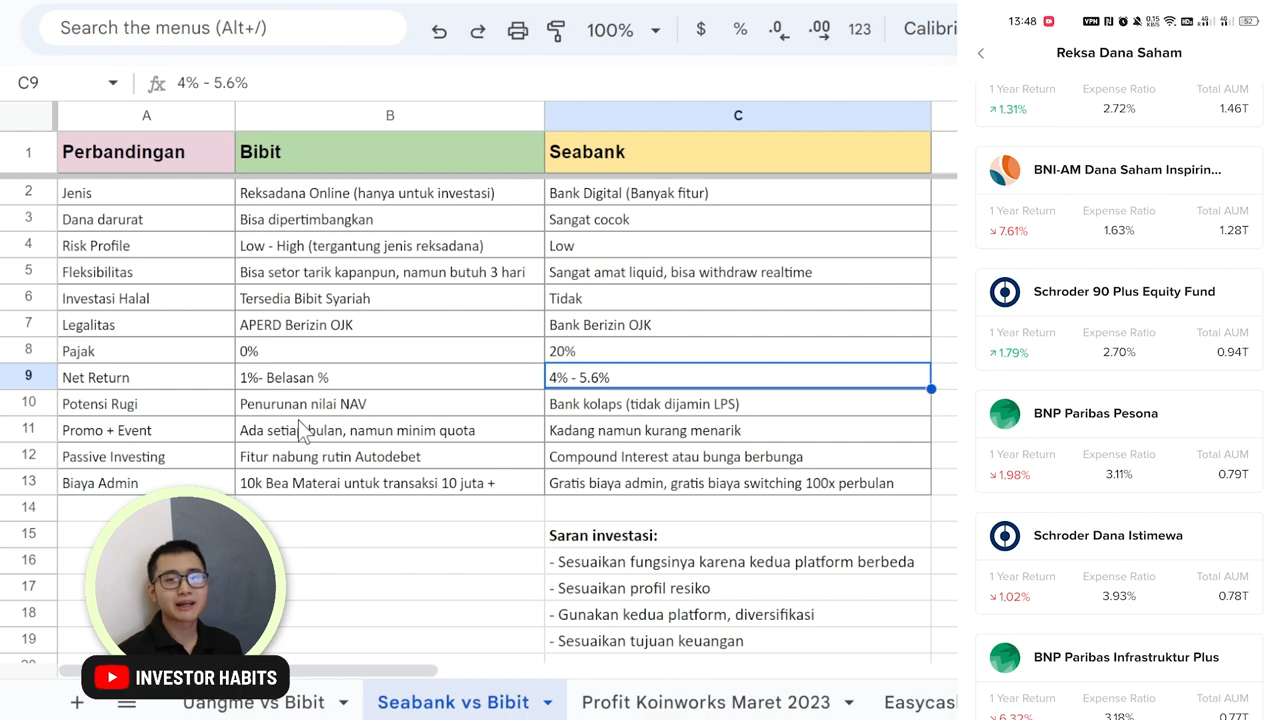 Search the menus (Alt+/)
100%
$ % .0 .00 123 Calibri
C9
4% - 5.6%
A B C
1 Perbandingan Bibit Seabank
2 Jenis Reksadana Online (hanya untuk investasi) Bank Digital (Banyak fitur)
3 Dana darurat Bisa dipertimbangkan Sangat cocok
4 Risk Profile Low - High (tergantung jenis reksadana) Low
5 Fleksibilitas Bisa setor tarik kapanpun, namun butuh 3 hari Sangat amat liquid, bisa withdraw realtime
6 Investasi Halal Tersedia Bibit Syariah Tidak
7 Legalitas APERD Berizin OJK Bank Berizin OJK
8 Pajak 0% 20%
9 Net Return 1%- Belasan % 4% - 5.6%
10 Potensi Rugi Penurunan nilai NAV Bank kolaps (tidak dijamin LPS)
11 Promo + Event Ada setiap bulan, namun minim quota Kadang namun kurang menarik
12 Passive Investing Fitur nabung rutin Autodebet Compound Interest atau bunga berbunga
13 Biaya Admin 10k Bea Materai untuk transaksi 10 juta + Gratis biaya admin, gratis biaya switching 100x perbulan
14
15 Saran investasi:
16 - Sesuaikan fungsinya karena kedua platform berbeda
17 - Sesuaikan profil resiko
18 - Gunakan kedua platform, diversifikasi
19 - Sesuaikan tujuan keuangan
INVESTOR HABITS
Uangme vs Bibit Seabank vs Bibit Profit Koinworks Maret 2023 Easycas
13:48 VPN 0.15 KB/S 4G 4G 52
Reksa Dana Saham
1 Year Return Expense Ratio Total AUM
1.31% 2.72% 1.46T
BNI-AM Dana Saham Inspirin...
1 Year Return Expense Ratio Total AUM
7.61% 1.63% 1.28T
Schroder 90 Plus Equity Fund
1 Year Return Expense Ratio Total AUM
1.79% 2.70% 0.94T
BNP Paribas Pesona
1 Year Return Expense Ratio Total AUM
1.98% 3.11% 0.79T
Schroder Dana Istimewa
1 Year Return Expense Ratio Total AUM
1.02% 3.93% 0.78T
BNP Paribas Infrastruktur Plus
1 Year Return Expense Ratio Total AUM
6.32% 3.18% 0.77T